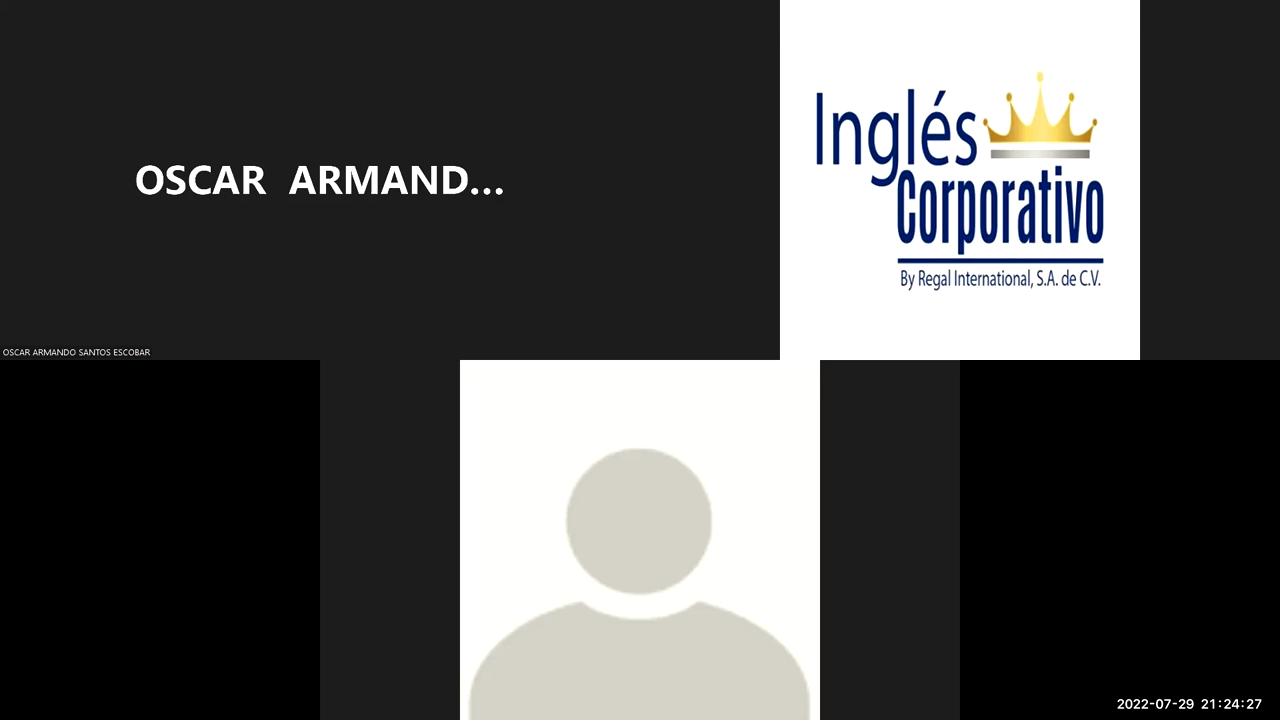 OSCAR ARMAND...
Inglés
Corporativo
By Regal International, S.A. de C.V.
OSCAR ARMANDO SANTOS ESCOBAR
2022-07-29 21:24:27